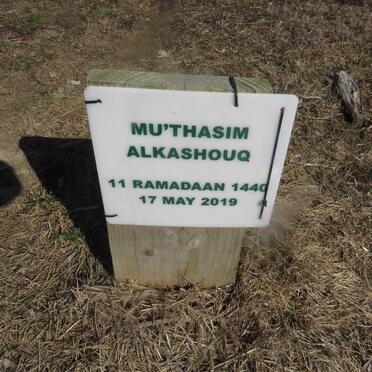 MU'THASIM
ALKASHOUQ
11 RAMADAAN 1440
17 MAY 2019